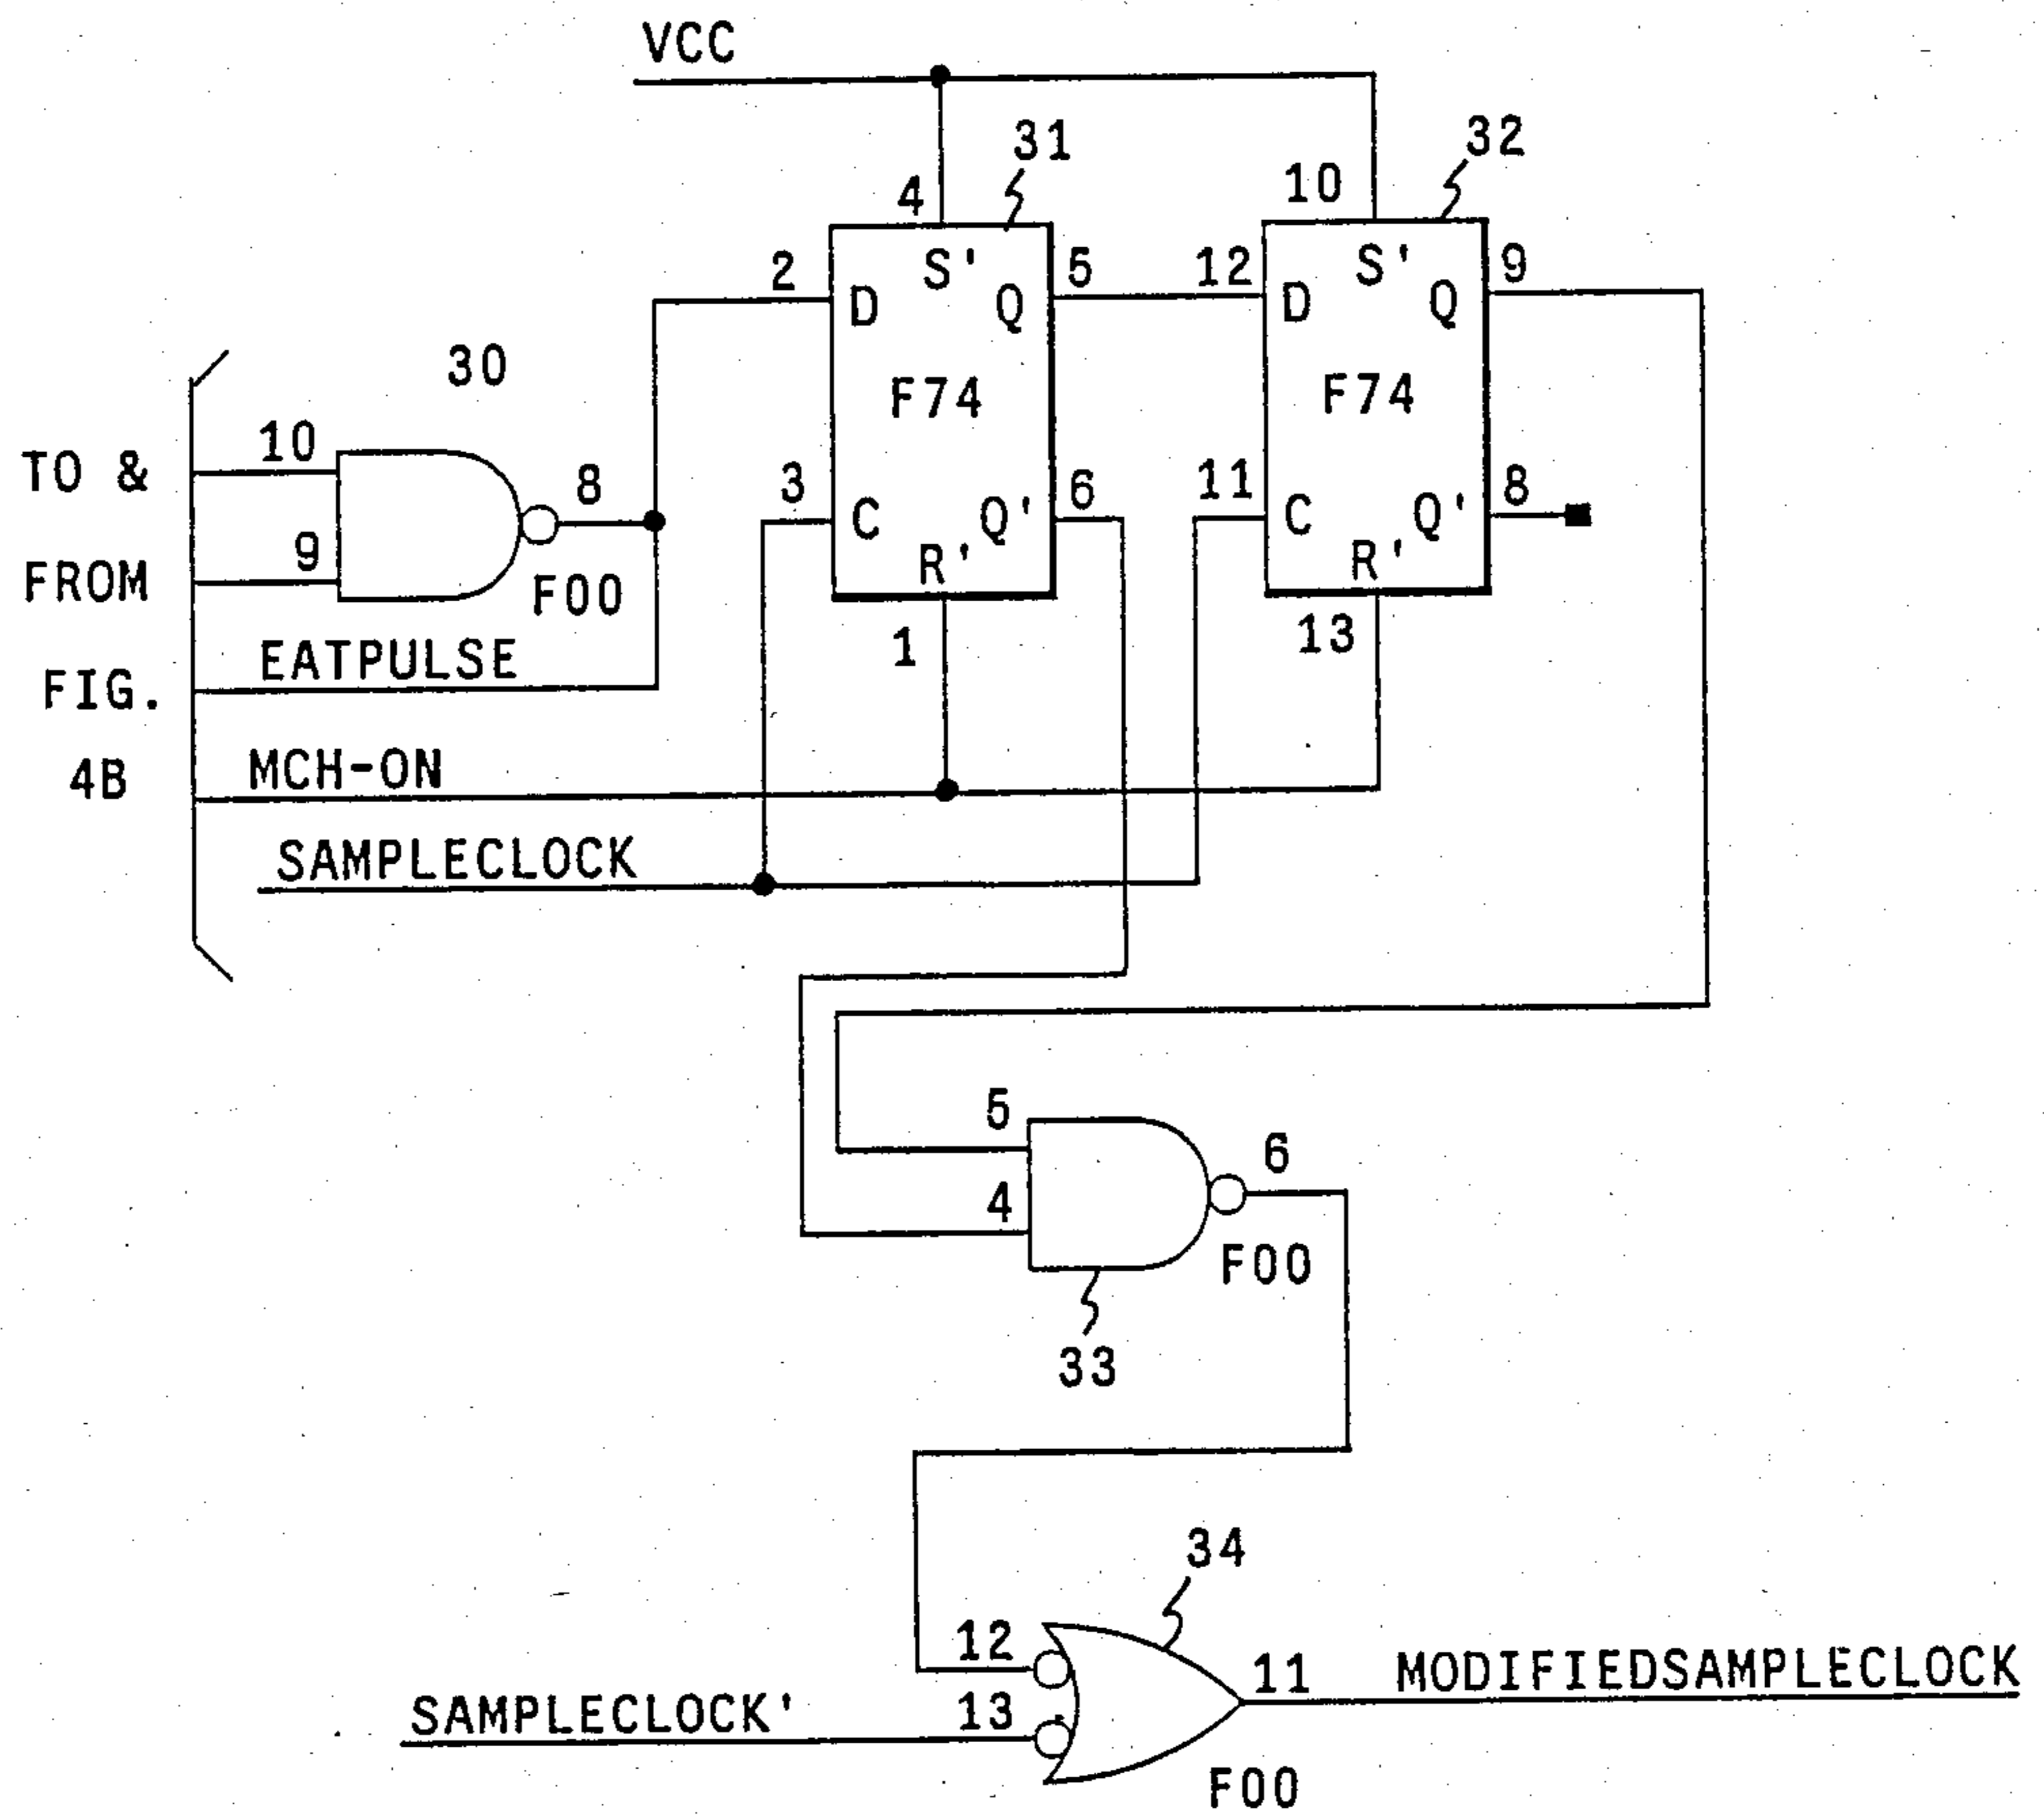 VCC
31
32
4
10
S'
S'
2
D
Q
5
12
D
Q
9
30
F74
F74
TO &
10
8
3
C
Q'
6
11
C
Q'
8
9
R'
R'
FROM
F00
1
13
FIG.
EATPULSE
4B
MCH-ON
SAMPLECLOCK
5
6
4
F00
33
34
12
11
MODIFIEDSAMPLECLOCK
SAMPLECLOCK'
13
F00